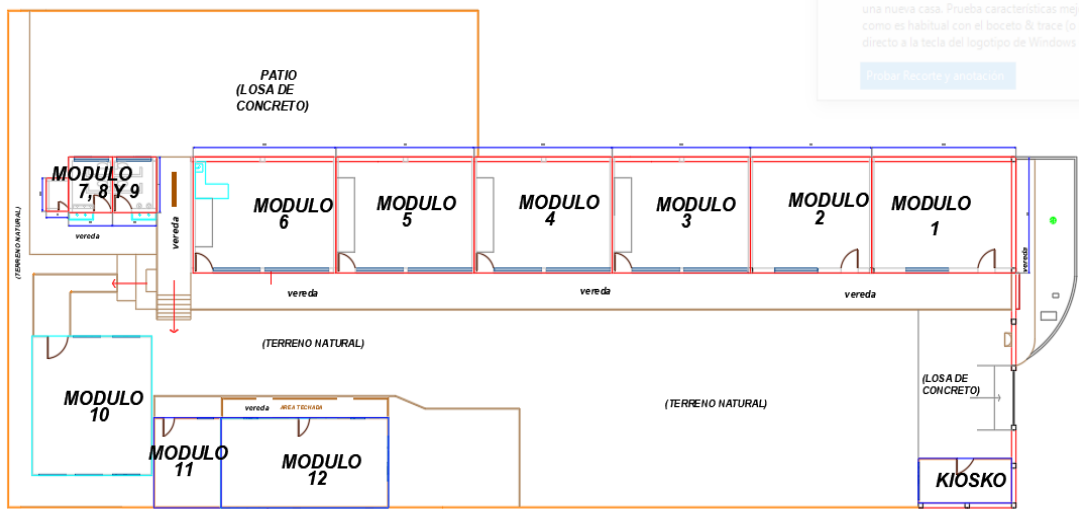 una nueva casa. Prueba características mej
como es habitual con el boceto & trace (o
directo a la tecla del logotipo de Windows
Probar Recorte y anotación
PATIO
(LOSA DE
CONCRETO)
MODULO
7, 8 Y 9
vereda
vereda
(TERRENO NATURAL)
MODULO
6
MODULO
5
MODULO
4
MODULO
3
MODULO
2
MODULO
1
vereda
vereda
vereda
vereda
(TERRENO NATURAL)
(TERRENO NATURAL)
(LOSA DE
CONCRETO)
MODULO
10
vereda
AREA TECHADA
MODULO
11
MODULO
12
KIOSKO